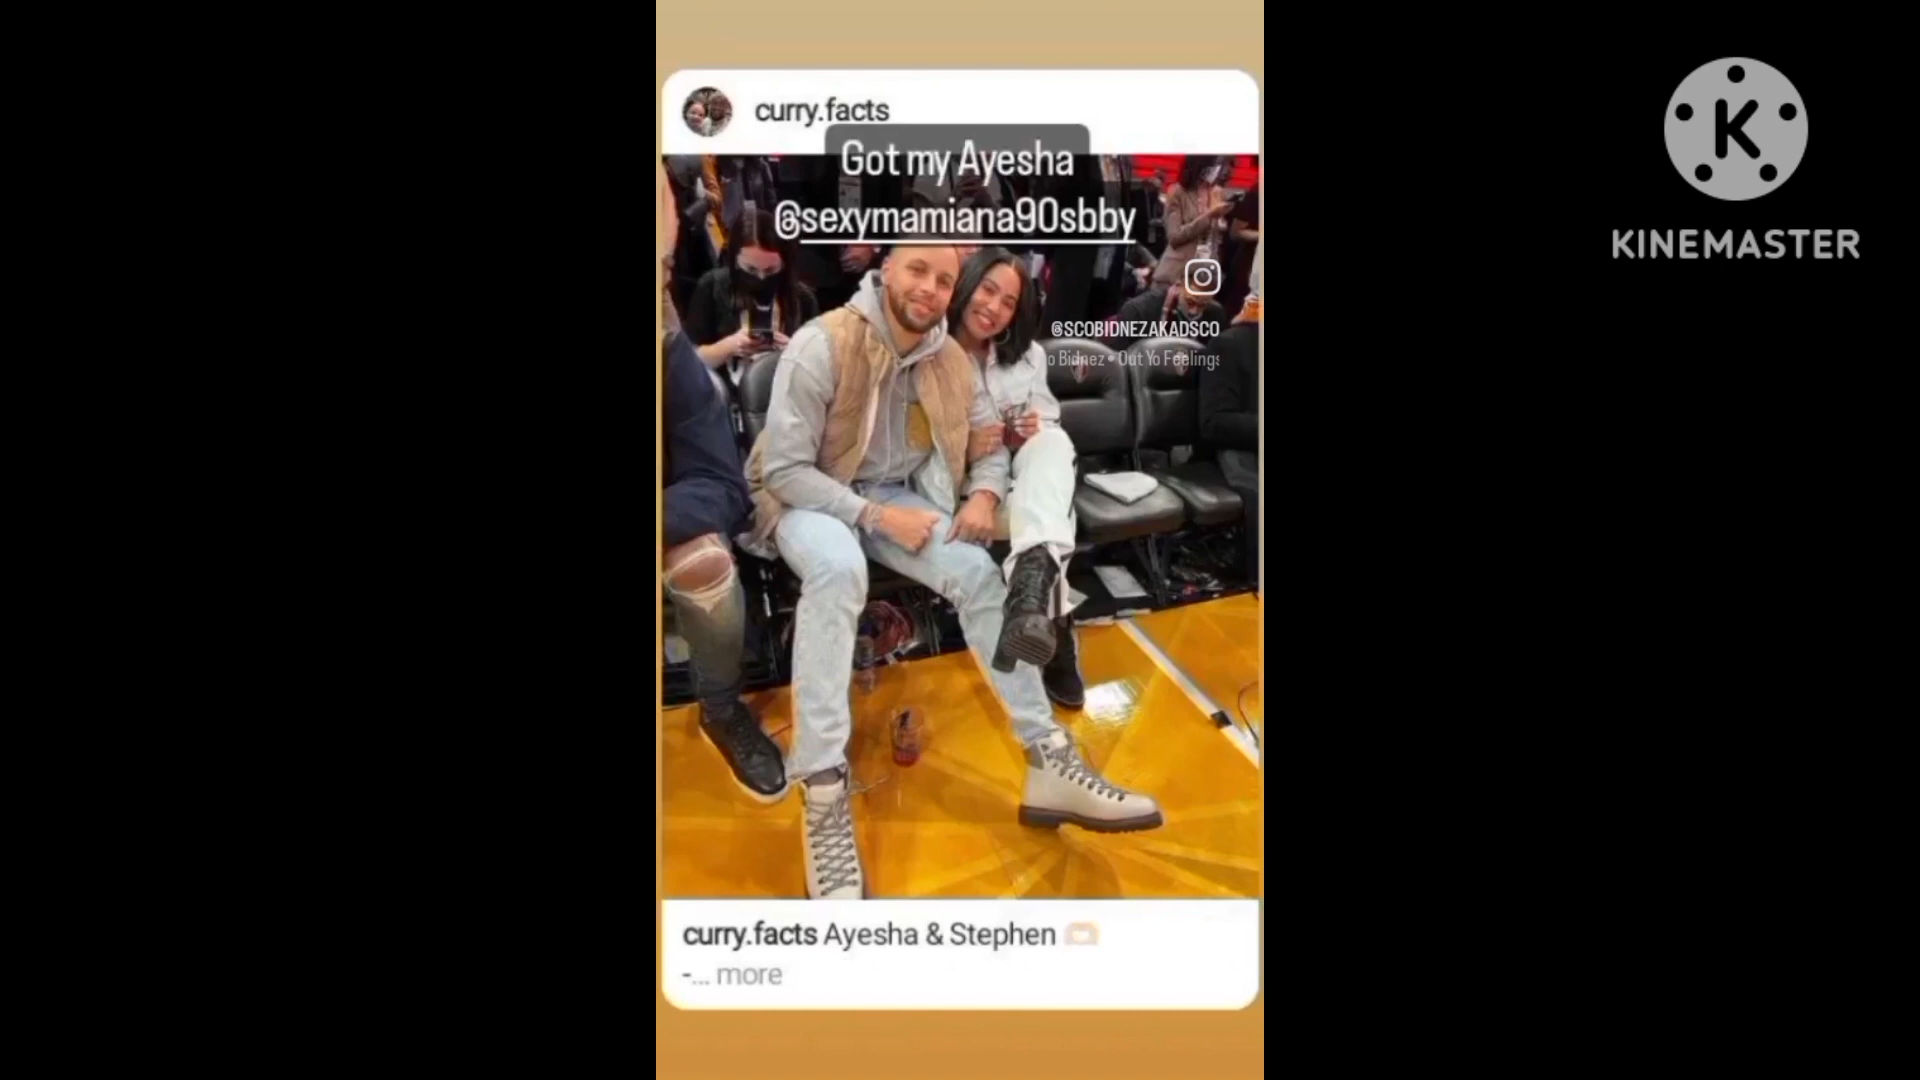 curry.facts
Got my Ayesha
@sexymamiana90sbby
@SCOBIDNEZAKADSCO
o Bidnez • Out Yo Feelings
curry.facts Ayesha & Stephen 🫶🏻
-... more
K
KINEMASTER